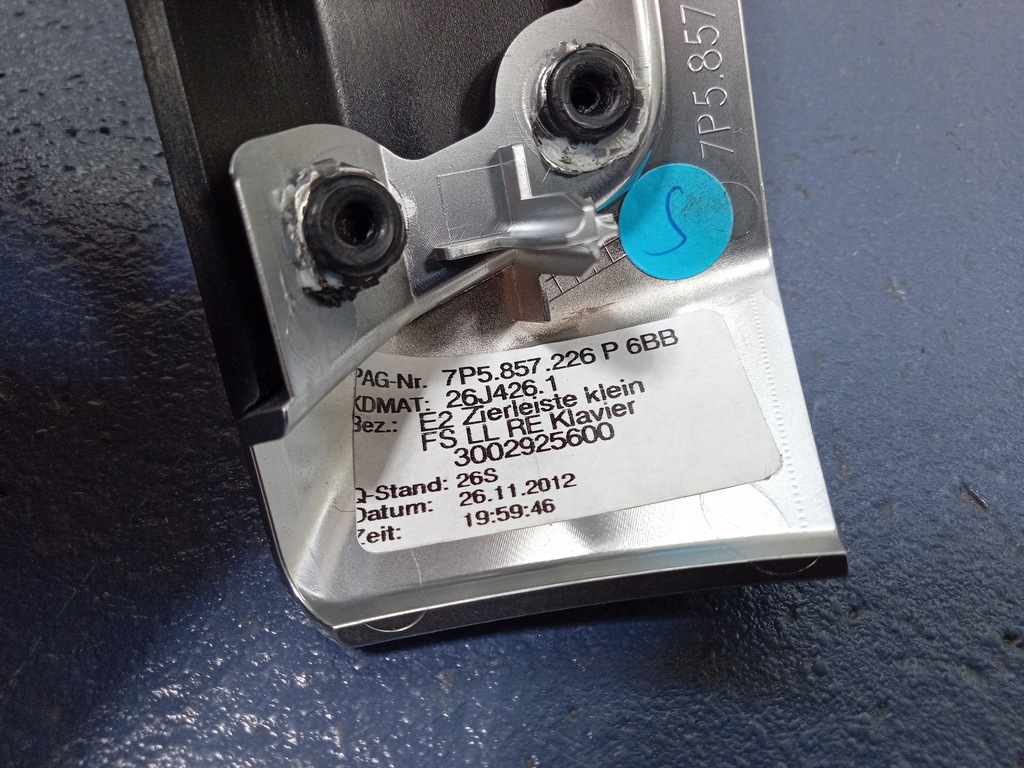 7P5.857
PAG-Nr. 7P5.857.226 P 6BB
KDMAT: 26J426.1
Bez.: E2 Zierleiste klein
FS LL RE Klavier
3002925600
Q-Stand: 26S
Datum: 26.11.2012
Zeit: 19:59:46